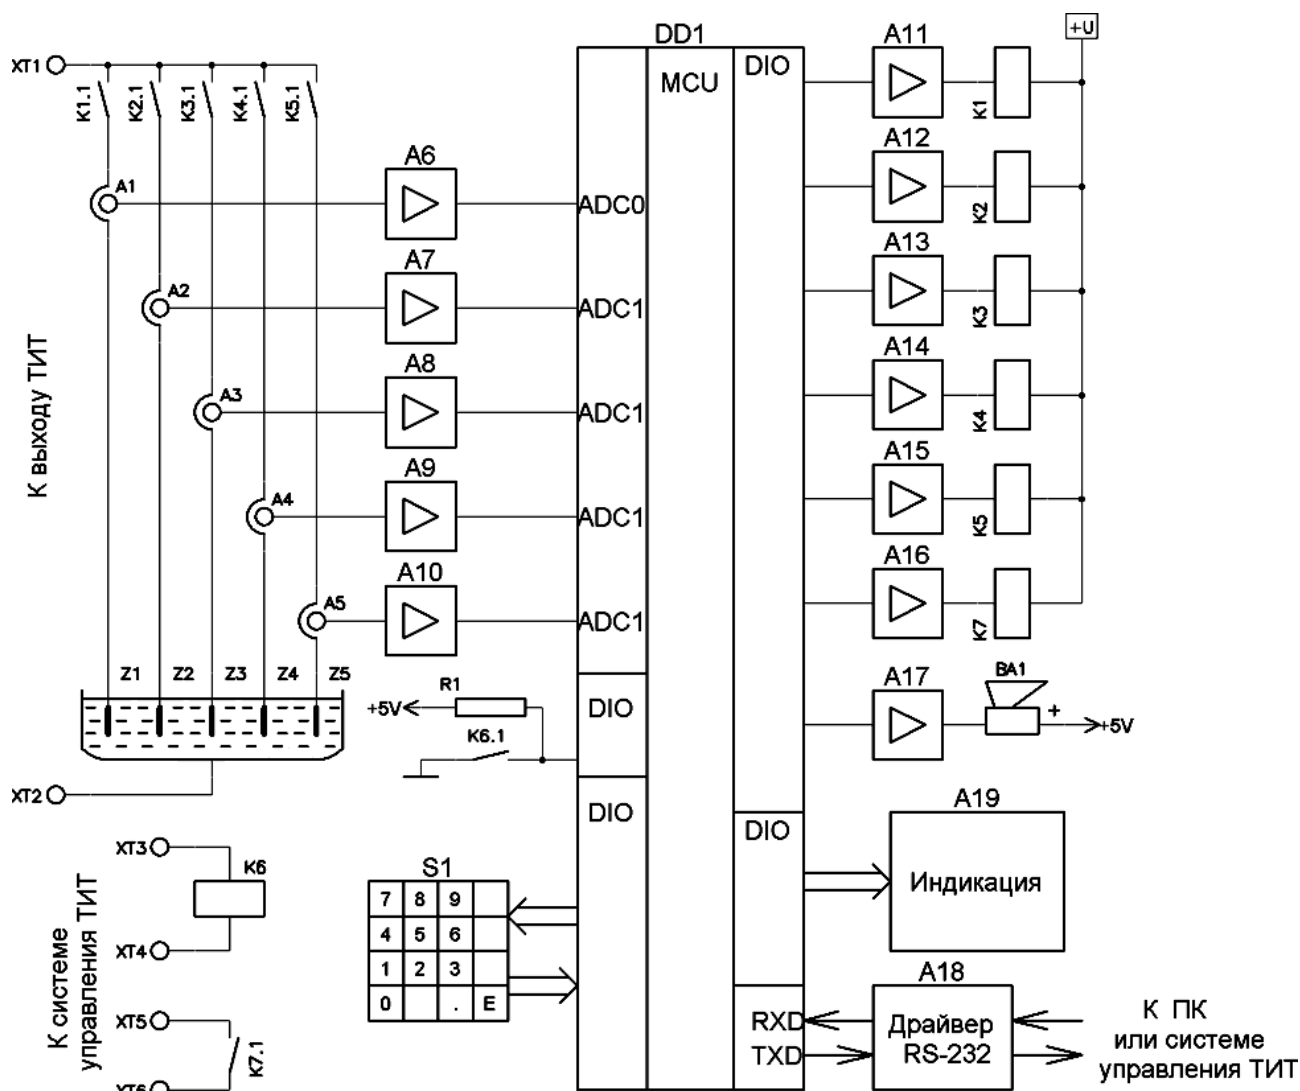 DD1
MCU
XT1
K1.1
K2.1
K3.1
K4.1
K5.1
A1
A2
A3
A4
A5
К выходу ТИТ
A6
A7
A8
A9
A10
ADC0
ADC1
ADC1
ADC1
ADC1
Z1
Z2
Z3
Z4
Z5
XT2
+5V
R1
K6.1
DIO
DIO
XT3
K6
XT4
К системе
управления ТИТ
XT5
K7.1
XT6
S1
7 8 9
4 5 6
1 2 3
0 . E
DIO
A11
K1
+U
A12
K2
A13
K3
A14
K4
A15
K5
A16
K7
A17
BA1
+
+5V
DIO
A19
Индикация
RXD
TXD
A18
Драйвер
RS-232
К ПК
или системе
управления ТИТ